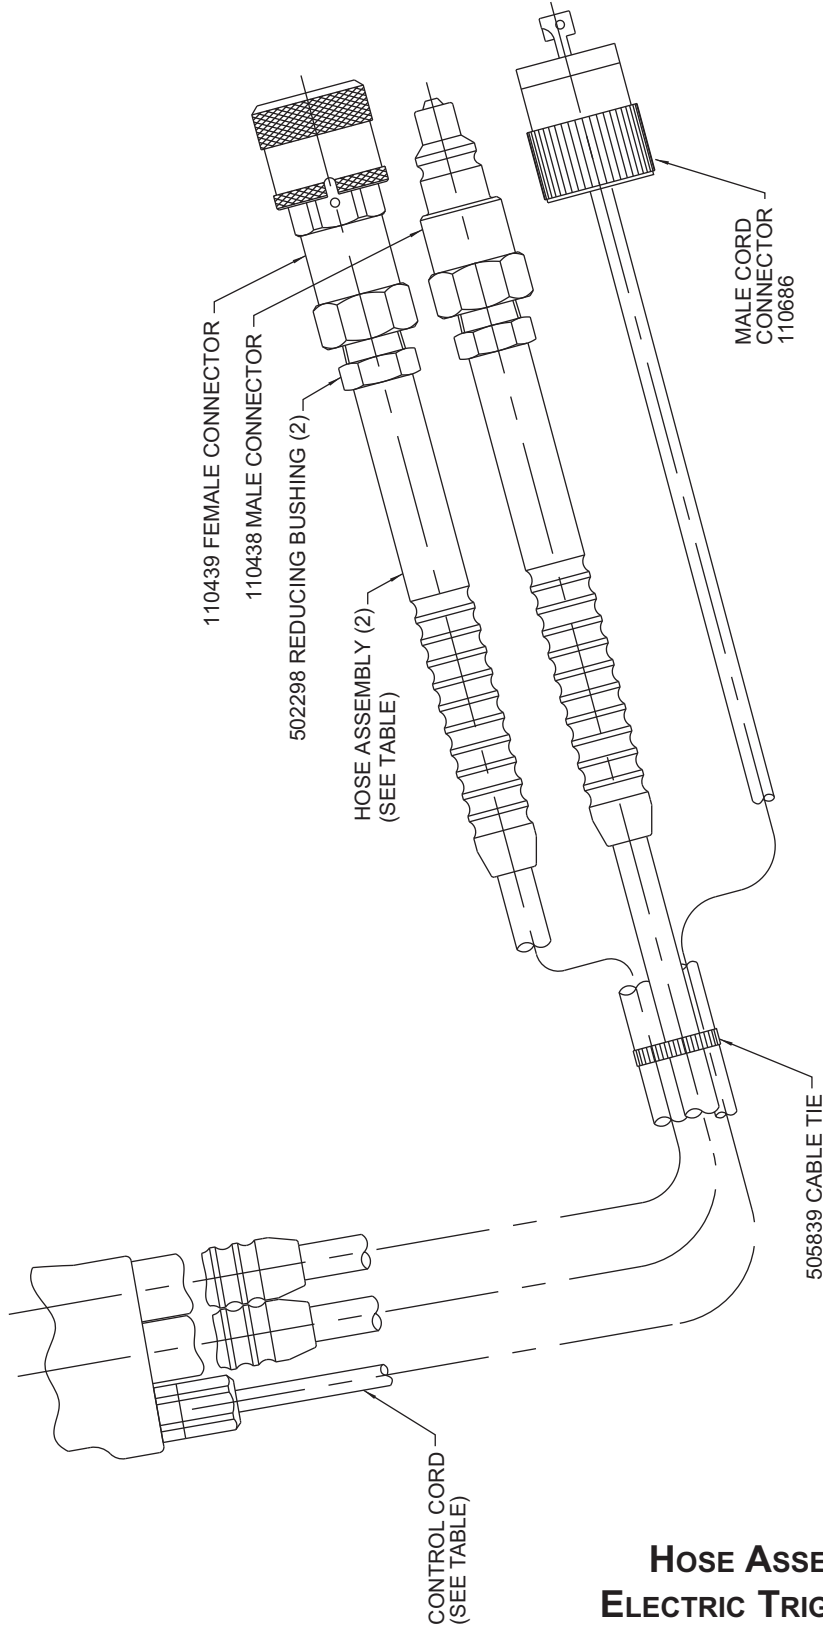 110439 FEMALE CONNECTOR
110438 MALE CONNECTOR
502298 REDUCING BUSHING (2)
HOSE ASSEMBLY (2)
(SEE TABLE)
MALE CORD
CONNECTOR
110686
505839 CABLE TIE
CONTROL CORD
(SEE TABLE)
HOSE ASSE
ELECTRIC TRIG